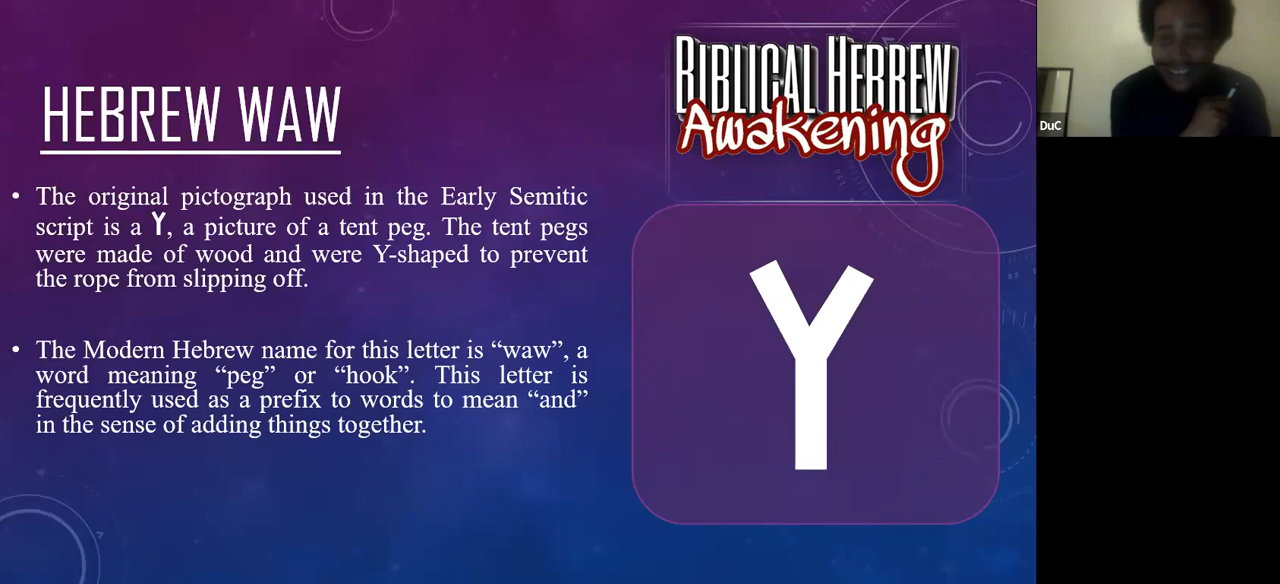 HEBREW WAW
• The original pictograph used in the Early Semitic
script is a Y, a picture of a tent peg. The tent pegs
were made of wood and were Y-shaped to prevent
the rope from slipping off.
• The Modern Hebrew name for this letter is “waw”, a
word meaning “peg” or “hook”. This letter is
frequently used as a prefix to words to mean “and”
in the sense of adding things together.
BIBLICAL HEBREW
Awakening
Y
DuC